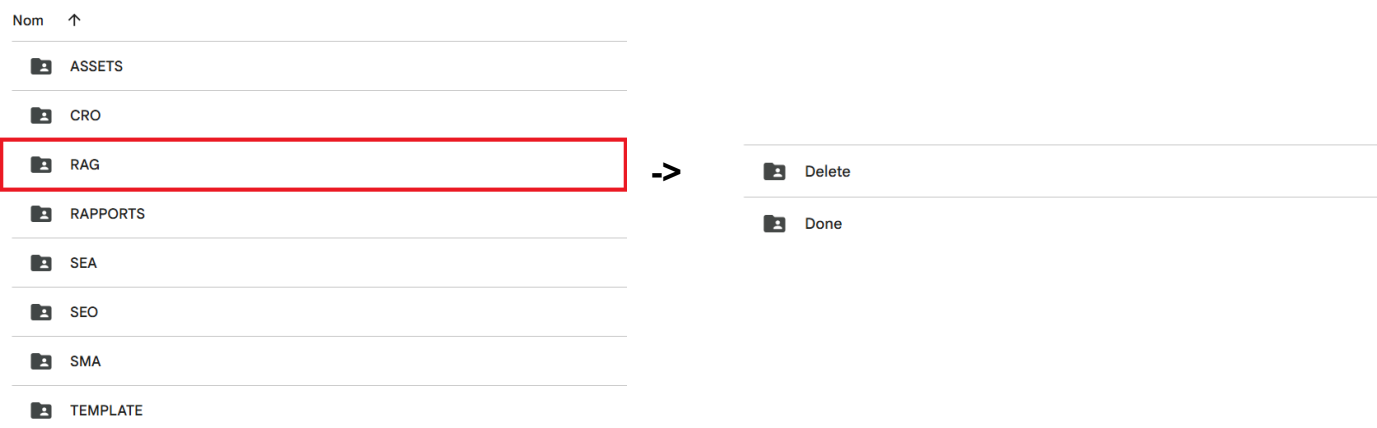 Nom ↑
ASSETS
CRO
RAG
RAPPORTS
SEA
SEO
SMA
TEMPLATE
->
Delete
Done